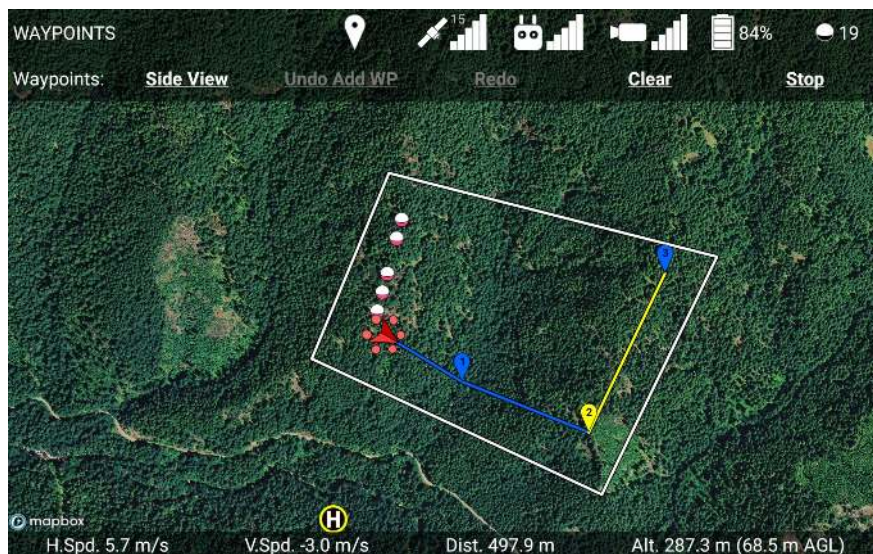 WAYPOINTS 15 84% 19
Waypoints: Side View Undo Add WP Redo Clear Stop
3
1
2
mapbox
H
H.Spd. 5.7 m/s V.Spd. -3.0 m/s Dist. 497.9 m Alt. 287.3 m (68.5 m AGL)